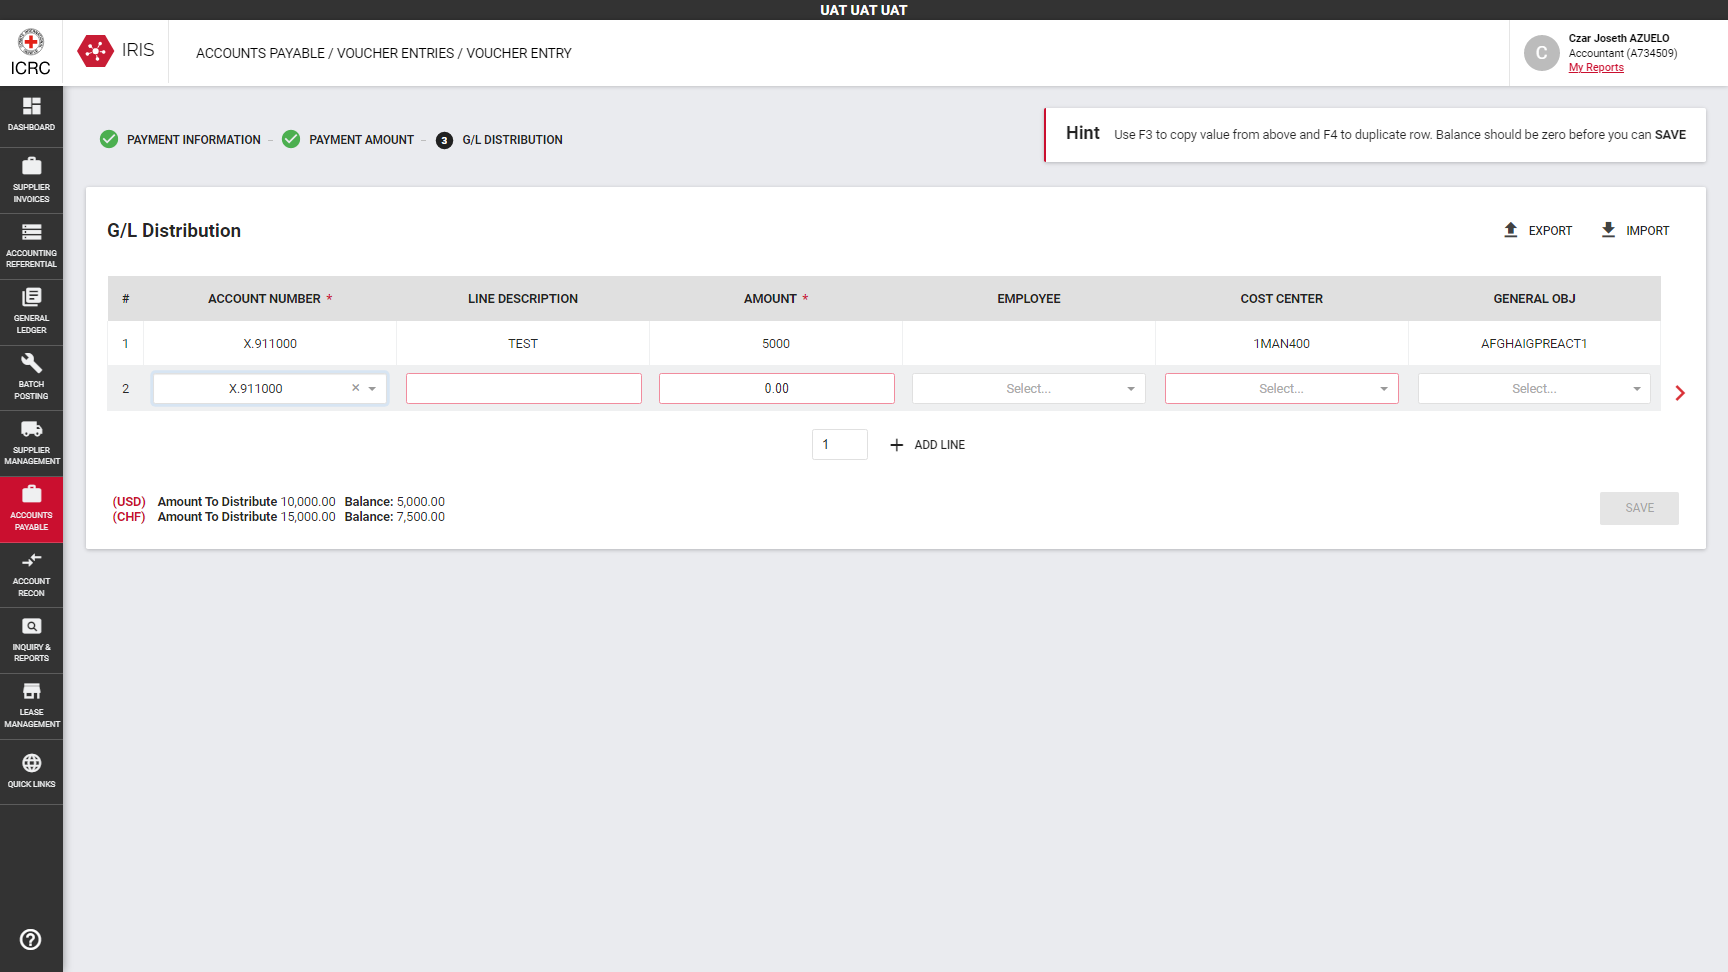 UAT UAT UAT
ICRC
IRIS
ACCOUNTS PAYABLE / VOUCHER ENTRIES / VOUCHER ENTRY
C
Czar Joseth AZUELO
Accountant (A734509)
My Reports
DASHBOARD
SUPPLIER
INVOICES
ACCOUNTING
REFERENTIAL
GENERAL
LEDGER
BATCH
POSTING
SUPPLIER
MANAGEMENT
ACCOUNTS
PAYABLE
ACCOUNT
RECON
INQUIRY &
REPORTS
LEASE
MANAGEMENT
QUICK LINKS
PAYMENT INFORMATION - PAYMENT AMOUNT - 3 G/L DISTRIBUTION
Hint Use F3 to copy value from above and F4 to duplicate row. Balance should be zero before you can SAVE
G/L Distribution
EXPORT IMPORT
# ACCOUNT NUMBER * LINE DESCRIPTION AMOUNT * EMPLOYEE COST CENTER GENERAL OBJ
1 X.911000 TEST 5000 1MAN400 AFGHAIGPREACT1
2 X.911000 × 0.00 Select... Select... Select...
1 + ADD LINE
(USD) Amount To Distribute 10,000.00 Balance: 5,000.00
(CHF) Amount To Distribute 15,000.00 Balance: 7,500.00
SAVE